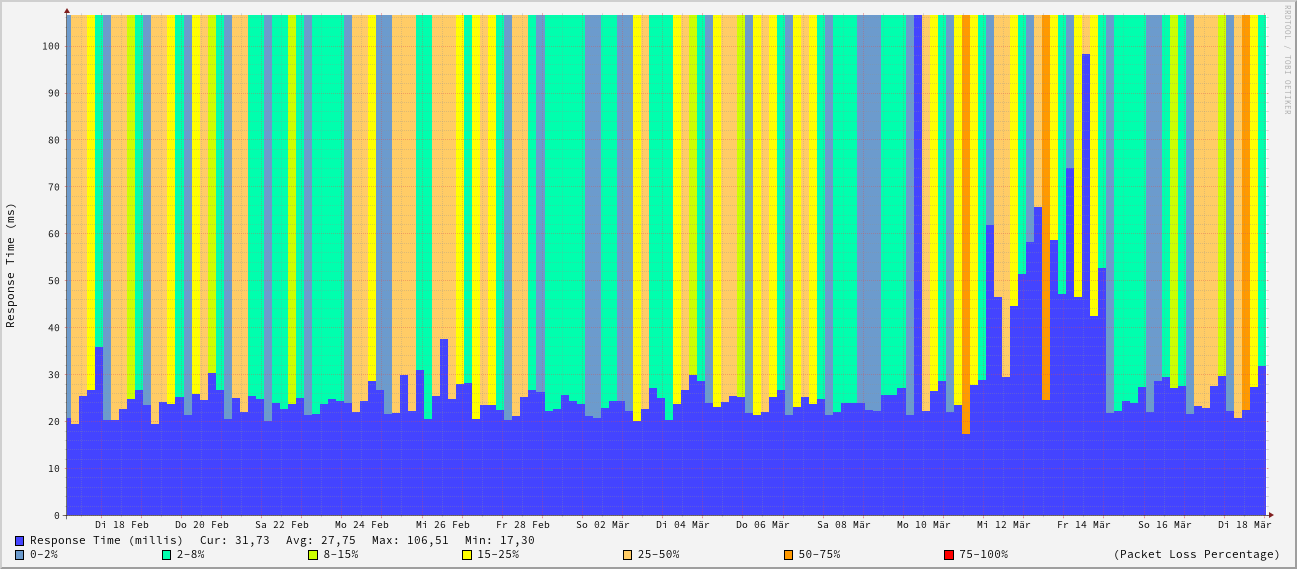 RRDTOOL / TOBI OETIKER
Response Time (ms)
100
90
80
70
60
50
40
30
20
10
0
Di 18 Feb Do 20 Feb Sa 22 Feb Mo 24 Feb Mi 26 Feb Fr 28 Feb So 02 Mär Di 04 Mär Do 06 Mär Sa 08 Mär Mo 10 Mär Mi 12 Mär Fr 14 Mär So 16 Mär Di 18 Mär
Response Time (millis) Cur: 31,73 Avg: 27,75 Max: 106,51 Min: 17,30
0-2% 2-8% 8-15% 15-25% 25-50% 50-75% 75-100% (Packet Loss Percentage)